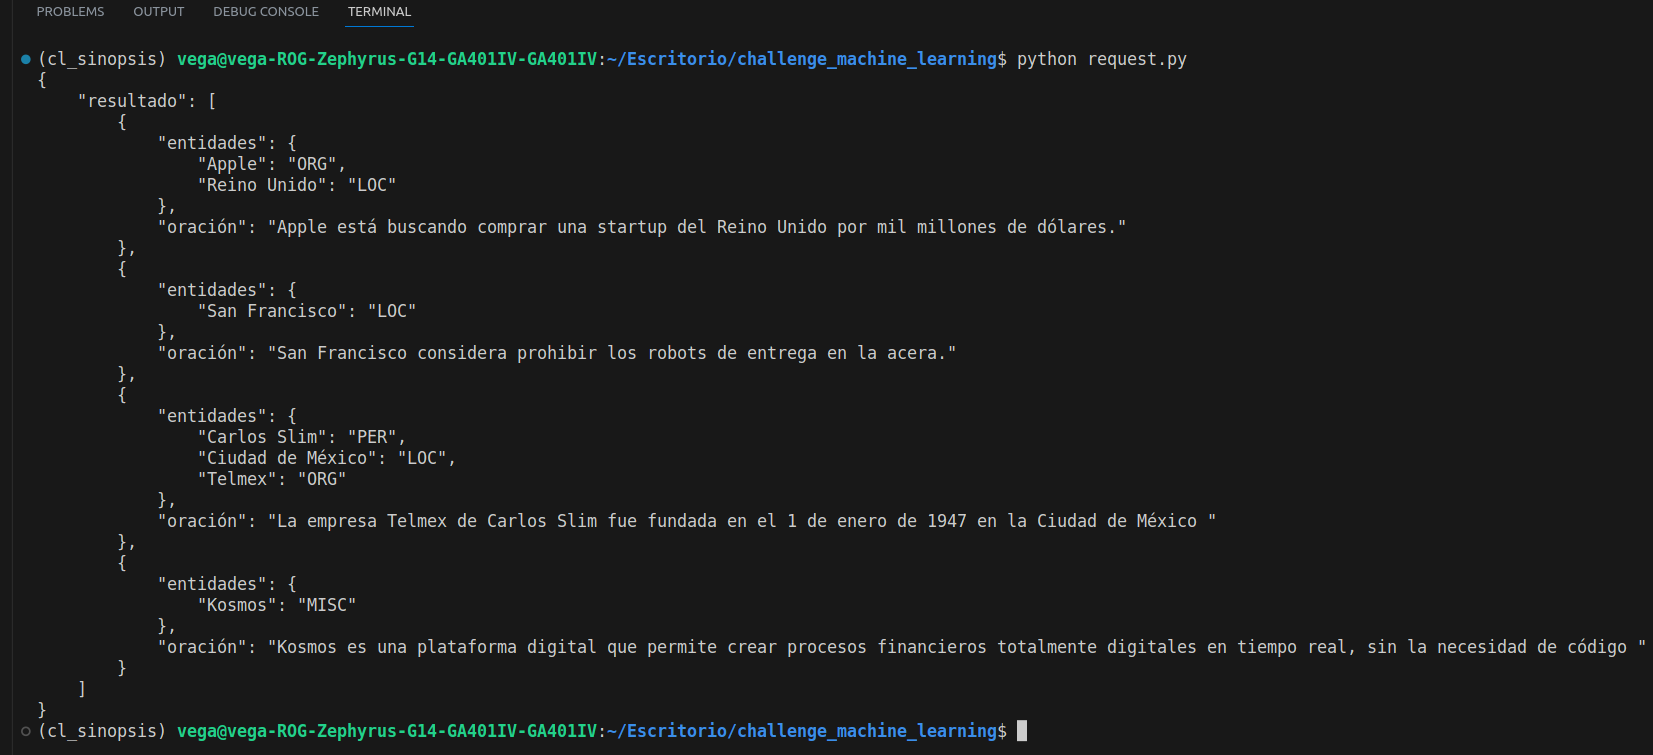 PROBLEMS OUTPUT DEBUG CONSOLE TERMINAL
(cl_sinopsis) vega@vega-ROG-Zephyrus-G14-GA401IV-GA401IV:~/Escritorio/challenge_machine_learning$ python request.py
{
    "resultado": [
        {
            "entidades": {
                "Apple": "ORG",
                "Reino Unido": "LOC"
            },
            "oración": "Apple está buscando comprar una startup del Reino Unido por mil millones de dólares."
        },
        {
            "entidades": {
                "San Francisco": "LOC"
            },
            "oración": "San Francisco considera prohibir los robots de entrega en la acera."
        },
        {
            "entidades": {
                "Carlos Slim": "PER",
                "Ciudad de México": "LOC",
                "Telmex": "ORG"
            },
            "oración": "La empresa Telmex de Carlos Slim fue fundada en el 1 de enero de 1947 en la Ciudad de México "
        },
        {
            "entidades": {
                "Kosmos": "MISC"
            },
            "oración": "Kosmos es una plataforma digital que permite crear procesos financieros totalmente digitales en tiempo real, sin la necesidad de código "
        }
    ]
}
(cl_sinopsis) vega@vega-ROG-Zephyrus-G14-GA401IV-GA401IV:~/Escritorio/challenge_machine_learning$